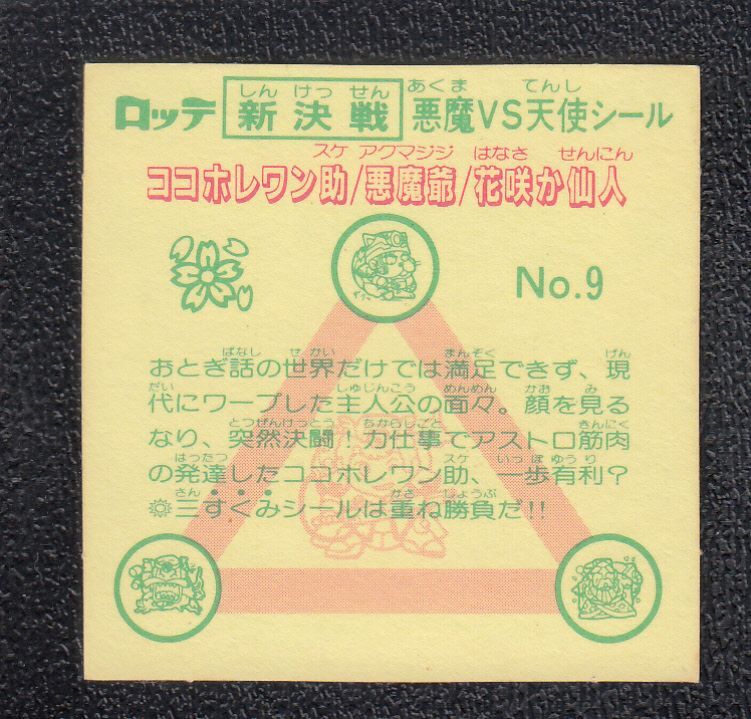 しん けっ せん あくま てんし
ロッテ 新決戦 悪魔VS天使シール
スケ アクマジジ はなさ せんにん
ココホレワン助/悪魔爺/花咲か仙人
No.9
ばなし せかい まんぞく げん
おとぎ話の世界だけでは満足できず、現
だい しゅじんこう めんめん かお み
代にワープした主人公の面々。顔を見る
とつぜんけっとう ちからしごと きんにく
なり、突然決闘!力仕事でアストロ筋肉
はったつ スケ いっぽゆうり
の発達したココホレワン助、一歩有利?
さん かさ しょうぶ
三すくみシールは重ね勝負だ!!